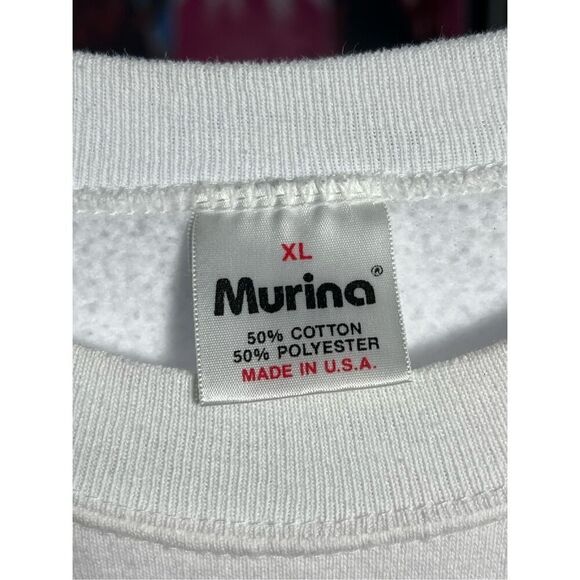 XL
Murina®
50% COTTON
50% POLYESTER
MADE IN U.S.A.